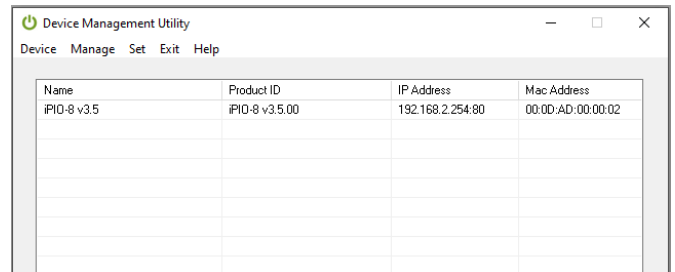 Device Management Utility
Device Manage Set Exit Help
Name Product ID IP Address Mac Address
iPIO-8 v3.5 iPIO-8 v3.5.00 192.168.2.254:80 00:0D:AD:00:00:02